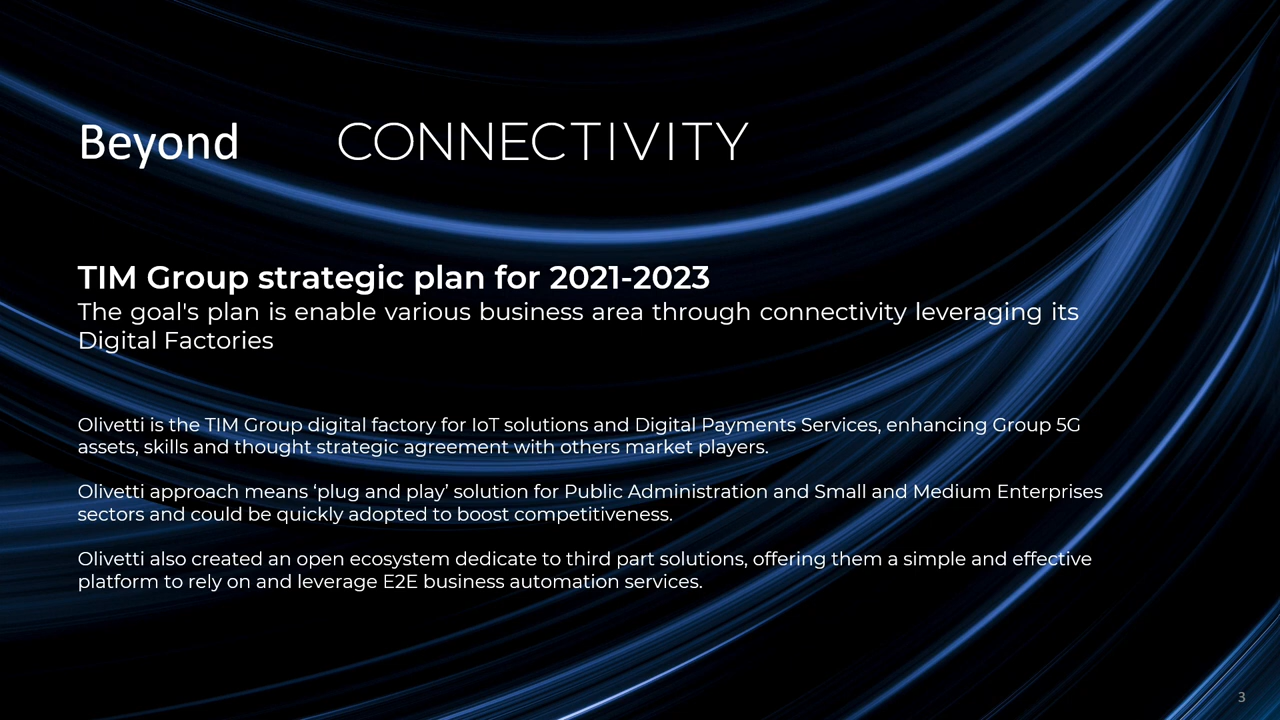 Beyond CONNECTIVITY
TIM Group strategic plan for 2021-2023
The goal's plan is enable various business area through connectivity leveraging its
Digital Factories
Olivetti is the TIM Group digital factory for IoT solutions and Digital Payments Services, enhancing Group 5G
assets, skills and thought strategic agreement with others market players.
Olivetti approach means ‘plug and play’ solution for Public Administration and Small and Medium Enterprises
sectors and could be quickly adopted to boost competitiveness.
Olivetti also created an open ecosystem dedicate to third part solutions, offering them a simple and effective
platform to rely on and leverage E2E business automation services.
3